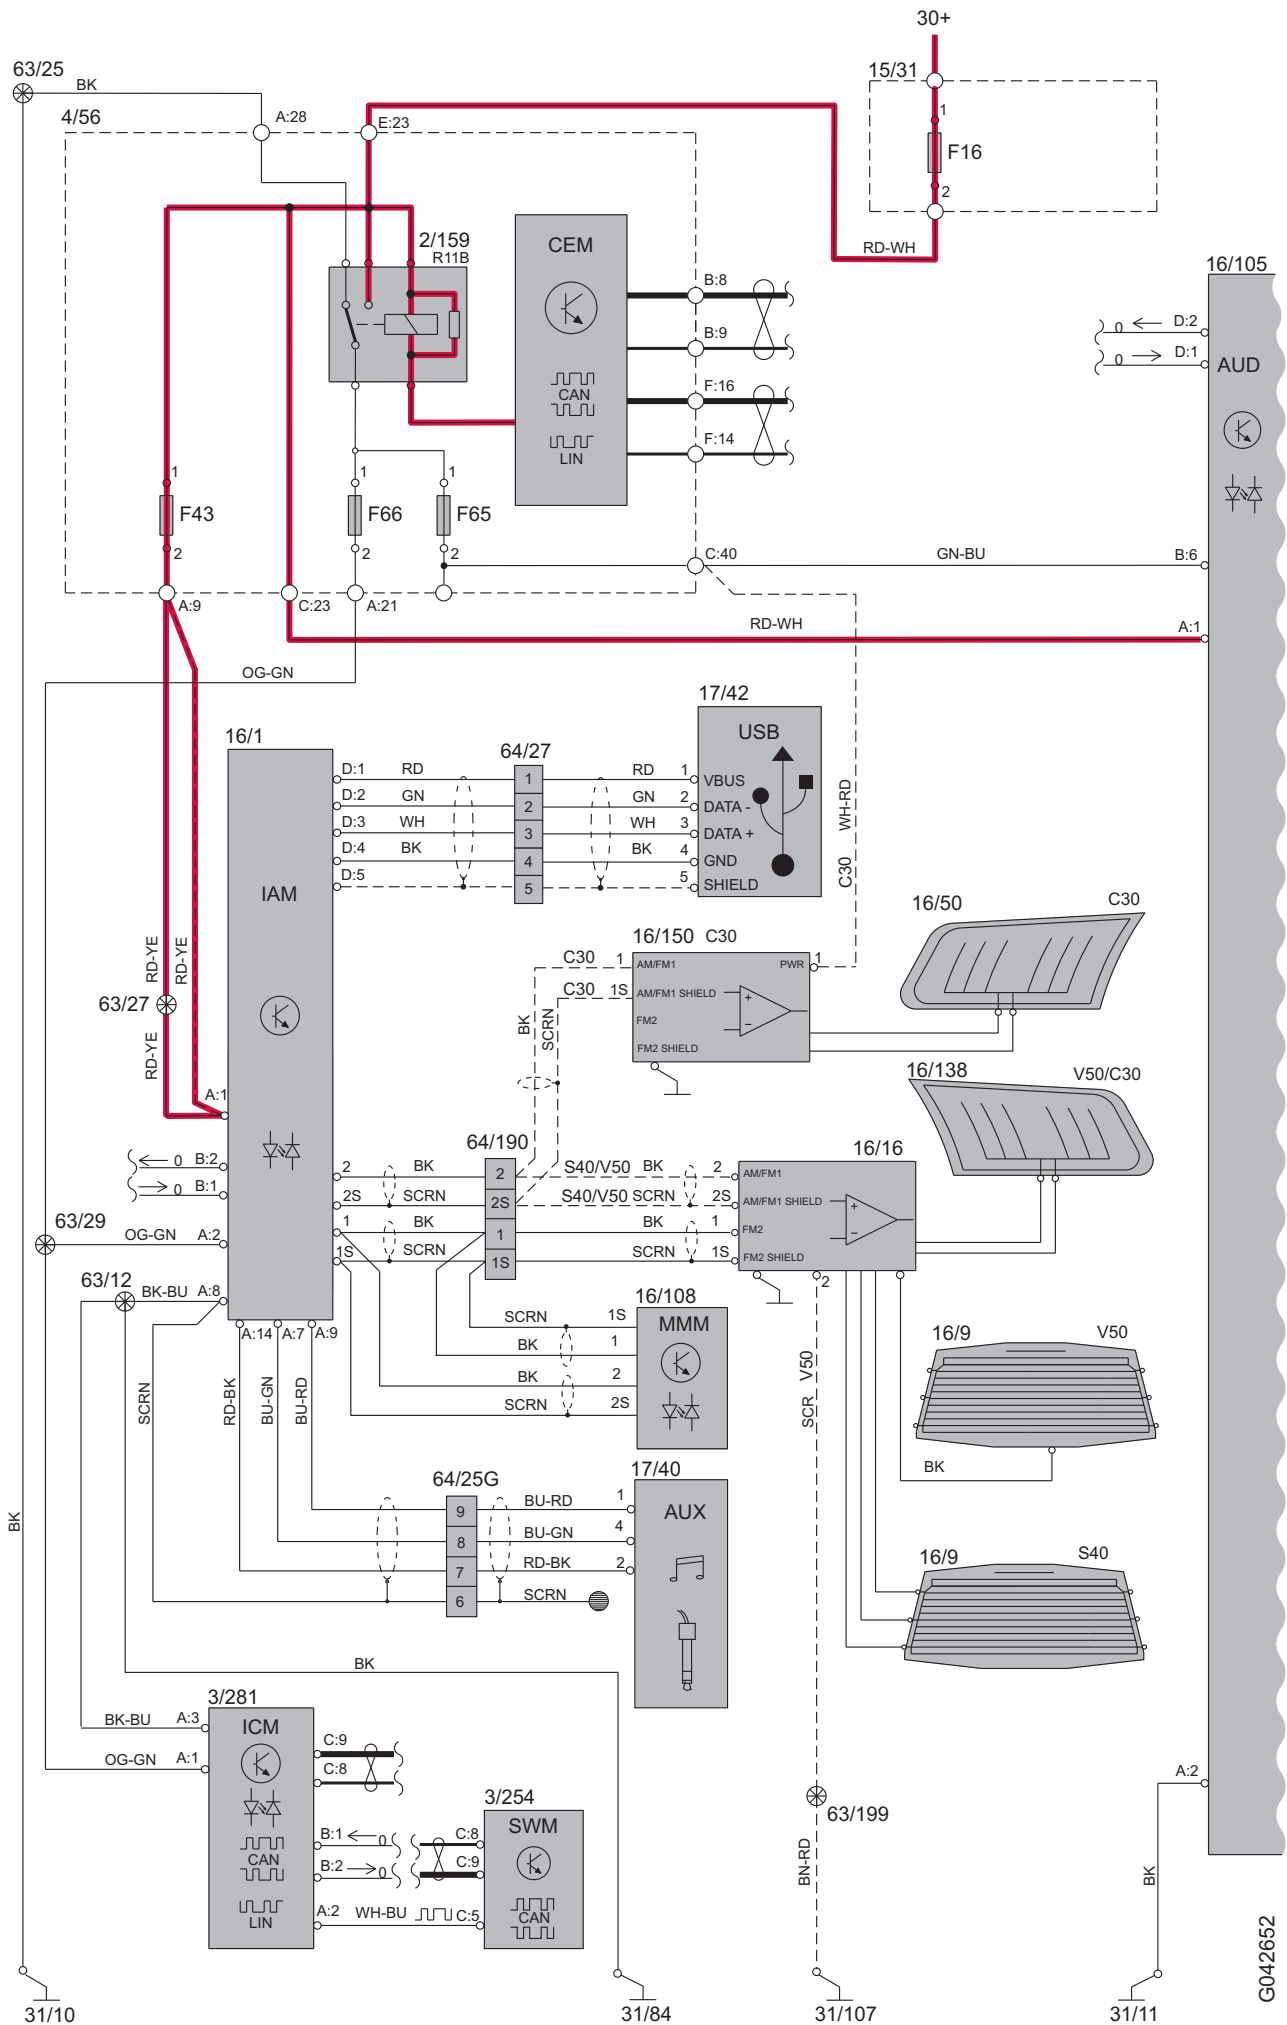 30+
63/25
BK
15/31
4/56
A:28
E:23
1
F16
2
RD-WH
2/159
R11B
CEM
16/105
B:8
D:2
0
B:9
D:1
0
AUD
F:16
CAN
F:14
LIN
1
1
1
F43
F66
F65
2
2
2
C:40
GN-BU
B:6
A:9
C:23
A:21
RD-WH
A:1
OG-GN
17/42
16/1
64/27
USB
D:1
RD
1
RD
1
VBUS
D:2
GN
2
GN
2
DATA -
D:3
WH
3
WH
3
DATA +
D:4
BK
4
BK
4
GND
D:5
5
5
SHIELD
C30
WH-RD
IAM
16/50
C30
16/150
C30
RD-YE
RD-YE
C30
1
AM/FM1
PWR
1
C30
1S
AM/FM1 SHIELD
+
−
63/27
FM2
BK
SCRN
RD-YE
FM2 SHIELD
16/138
V50/C30
A:1
64/190
16/16
0
B:2
2
BK
2
S40/V50
BK
2
AM/FM1
0
B:1
2S
SCRN
2S
S40/V50
SCRN
2S
AM/FM1 SHIELD
+
−
63/29
1
BK
1
BK
1
FM2
OG-GN
A:2
1S
SCRN
1S
SCRN
1S
FM2 SHIELD
63/12
2
BK-BU
A:8
16/108
SCRN
1S
MMM
A:14
A:7
A:9
BK
1
16/9
V50
BK
2
SCRN
2S
SCRN
RD-BK
BU-GN
BU-RD
SCR
V50
BK
64/25G
17/40
9
BU-RD
1
AUX
8
BU-GN
4
BK
7
RD-BK
2
16/9
S40
6
SCRN
BK
3/281
BK-BU
A:3
ICM
C:9
OG-GN
A:1
C:8
A:2
3/254
63/199
SWM
B:1
0
C:8
CAN
B:2
0
C:9
BN-RD
BK
LIN
A:2
WH-BU
C:5
CAN
31/10
31/84
31/107
31/11
G042652